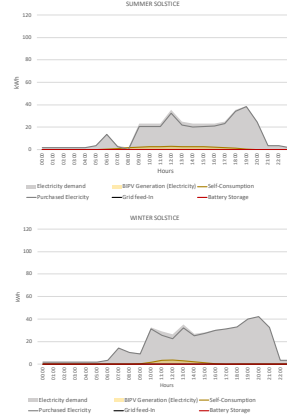 SUMMER SOLSTICE
120
100
80
60
40
20
0
kWh
00:00 01:00 02:00 03:00 04:00 05:00 06:00 07:00 08:00 09:00 10:00 11:00 12:00 13:00 14:00 15:00 16:00 17:00 18:00 19:00 20:00 21:00 22:00
Hours
Electricity demand BIPV Generation (Electricity) Self-Consumption
Purchased Elecricity Grid feed-In Battery Storage
WINTER SOLSTICE
120
100
80
60
40
20
0
kWh
00:00 01:00 02:00 03:00 04:00 05:00 06:00 07:00 08:00 09:00 10:00 11:00 12:00 13:00 14:00 15:00 16:00 17:00 18:00 19:00 20:00 21:00 22:00
Hours
Electricity demand BIPV Generation (Electricity) Self-Consumption
Purchased Elecricity Grid feed-In Battery Storage